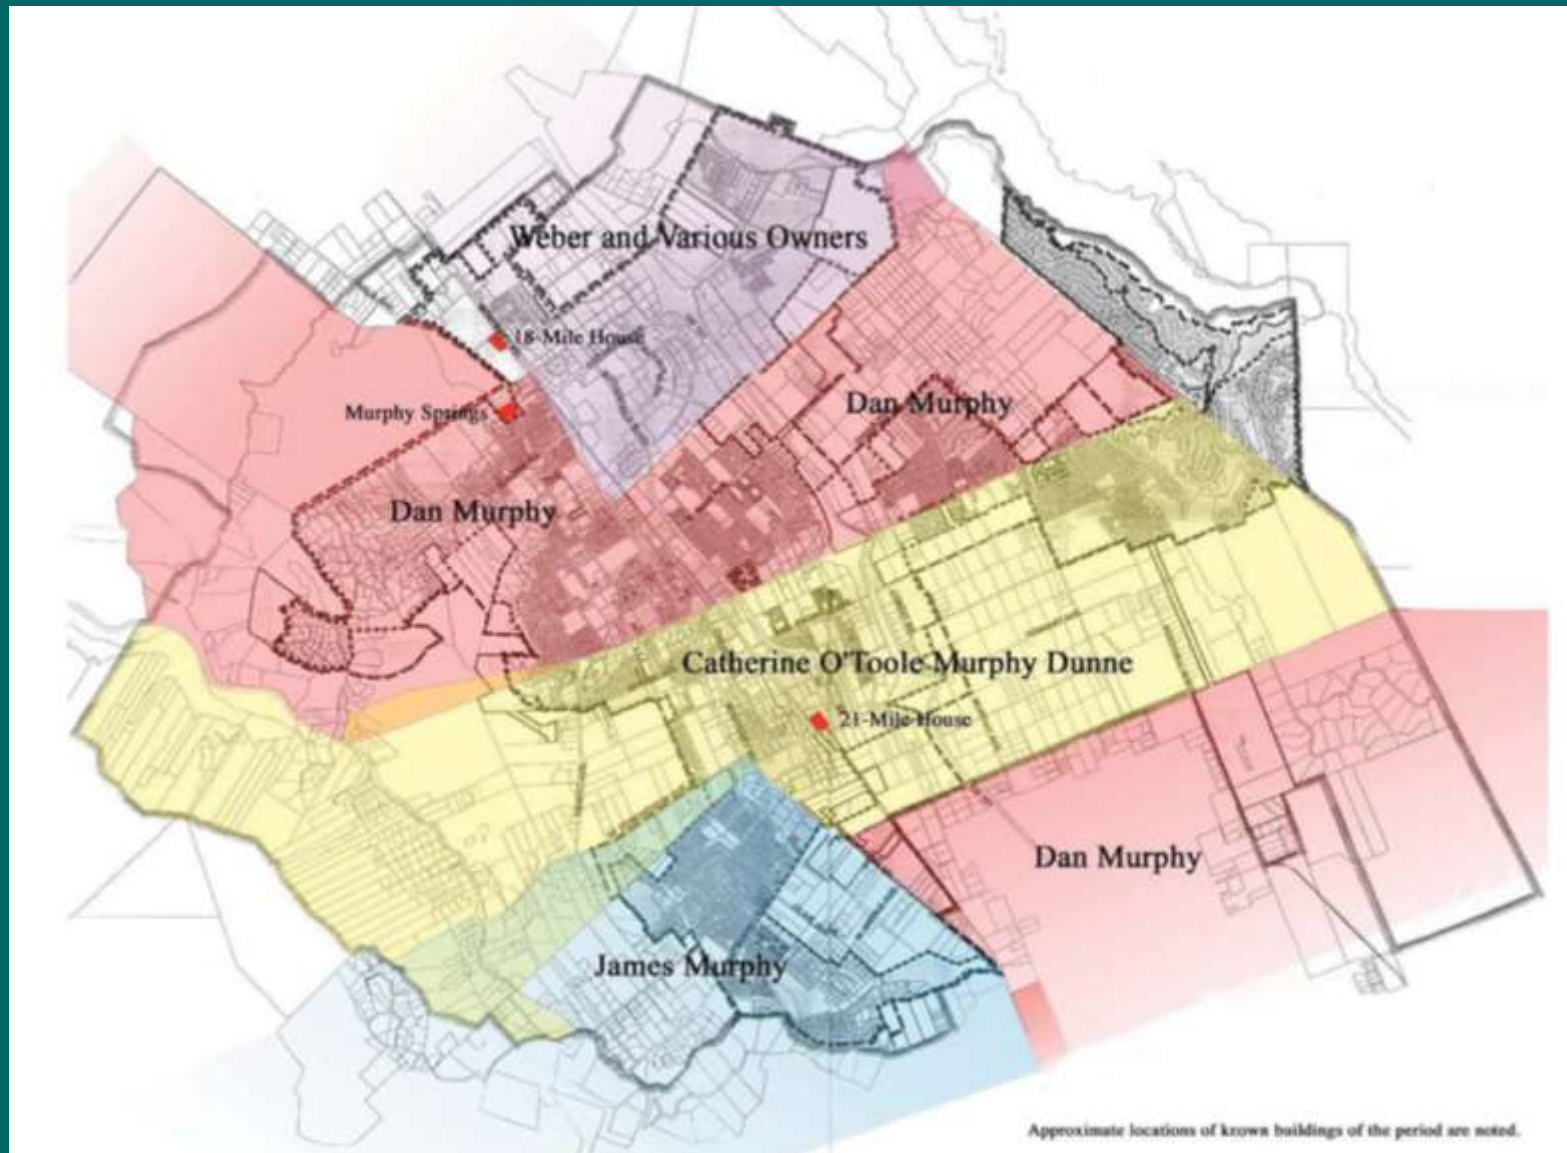 Weber and Various Owners
18-Mile House
Murphy Springs
Dan Murphy
Dan Murphy
Catherine O'Toole Murphy Dunne
21-Mile House
Dan Murphy
James Murphy
Approximate locations of known buildings of the period are noted.